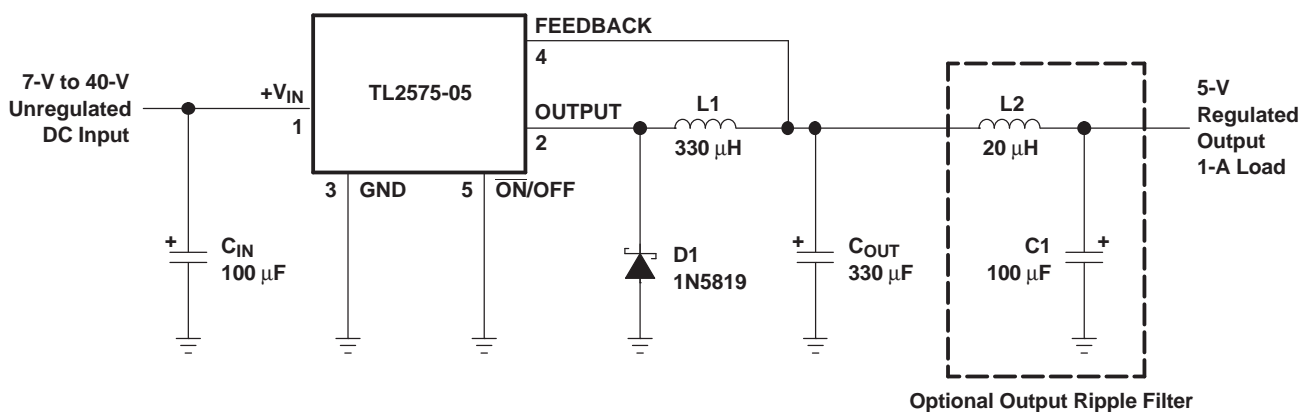 FEEDBACK
4
7-V to 40-V
Unregulated
DC Input
+VIN
1
TL2575-05
OUTPUT
2
L1
330 μH
L2
20 μH
5-V
Regulated
Output
1-A Load
3 GND
5 ON/OFF
+
CIN
100 μF
D1
1N5819
+
COUT
330 μF
C1
100 μF
+
Optional Output Ripple Filter